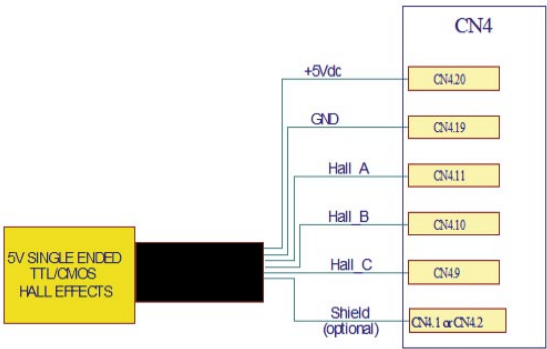 CN4
+5Vdc
CN4.20
GND
CN4.19
Hall_A
CN4.11
Hall_B
CN4.10
Hall_C
CN4.9
Shield
(optional)
CN4.1 or CN4.2
5V SINGLE ENDED
TTL/CMOS
HALL EFFECTS